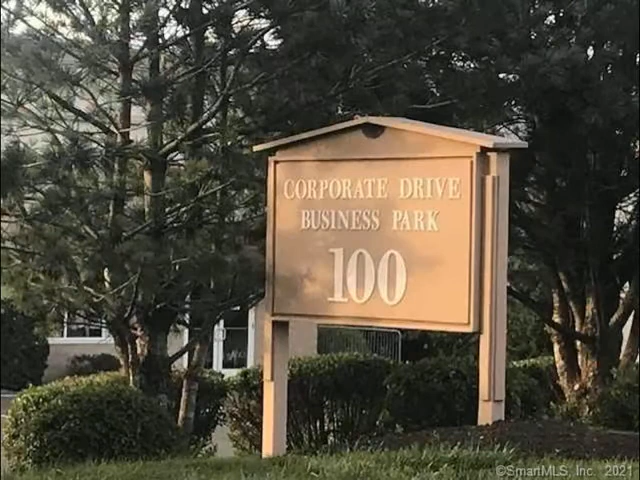 CORPORATE DRIVE
BUSINESS PARK
100
©SmartMLS, Inc. 2021